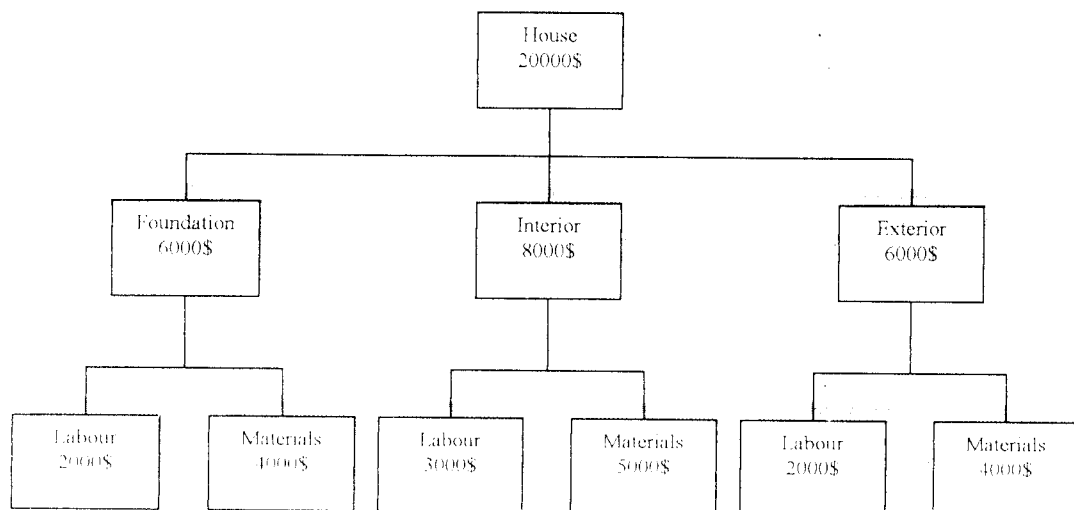 House
20000$
Foundation
6000$
Interior
8000$
Exterior
6000$
Labour
2000$
Materials
4000$
Labour
3000$
Materials
5000$
Labour
2000$
Materials
4000$